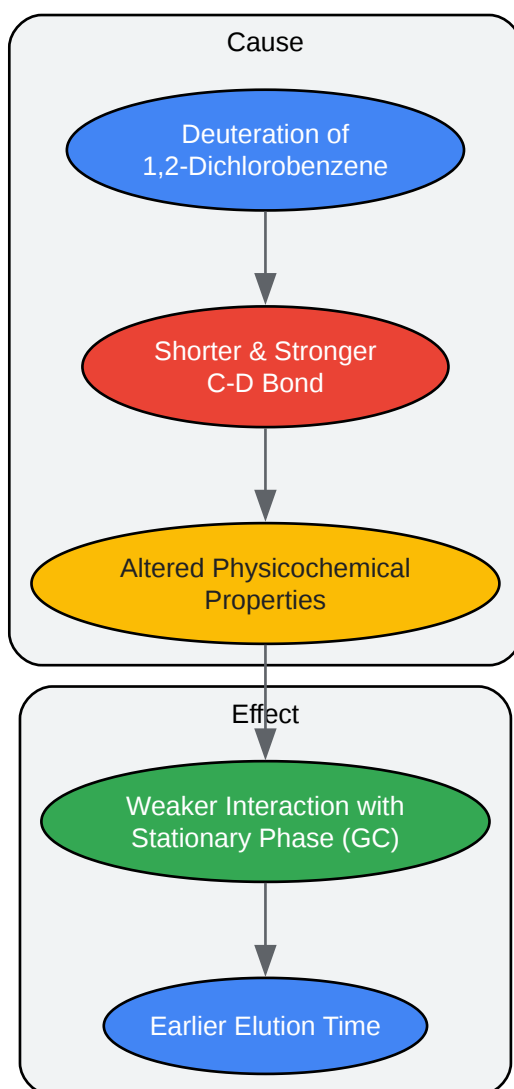 Cause
Deuteration of
1,2-Dichlorobenzene
Shorter & Stronger
C-D Bond
Altered Physicochemical
Properties
Effect
Weaker Interaction with
Stationary Phase (GC)
Earlier Elution Time